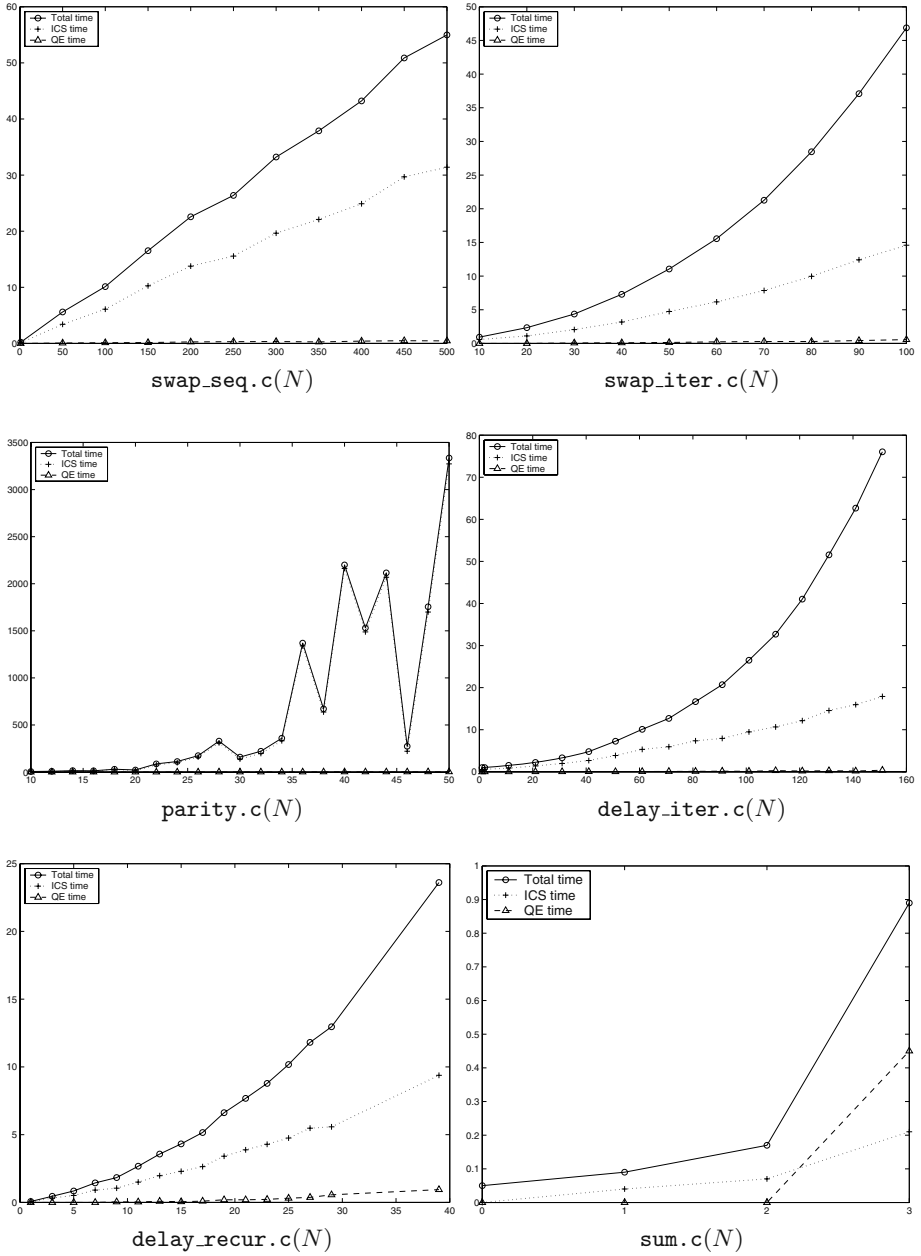 60
50
40
30
20
10
0
Total time
ICS time
QE time
0 50 100 150 200 250 300 350 400 450 500
swap_seq.c(N)
50
45
40
35
30
25
20
15
10
5
0
Total time
ICS time
QE time
10 20 30 40 50 60 70 80 90 100
swap_iter.c(N)
3500
3000
2500
2000
1500
1000
500
0
Total time
ICS time
QE time
10 15 20 25 30 35 40 45 50
parity.c(N)
80
70
60
50
40
30
20
10
0
Total time
ICS time
QE time
0 20 40 60 80 100 120 140 160
delay_iter.c(N)
25
20
15
10
5
0
Total time
ICS time
QE time
0 5 10 15 20 25 30 35 40
delay_recur.c(N)
1
0.9
0.8
0.7
0.6
0.5
0.4
0.3
0.2
0.1
0
Total time
ICS time
QE time
0 1 2 3
sum.c(N)